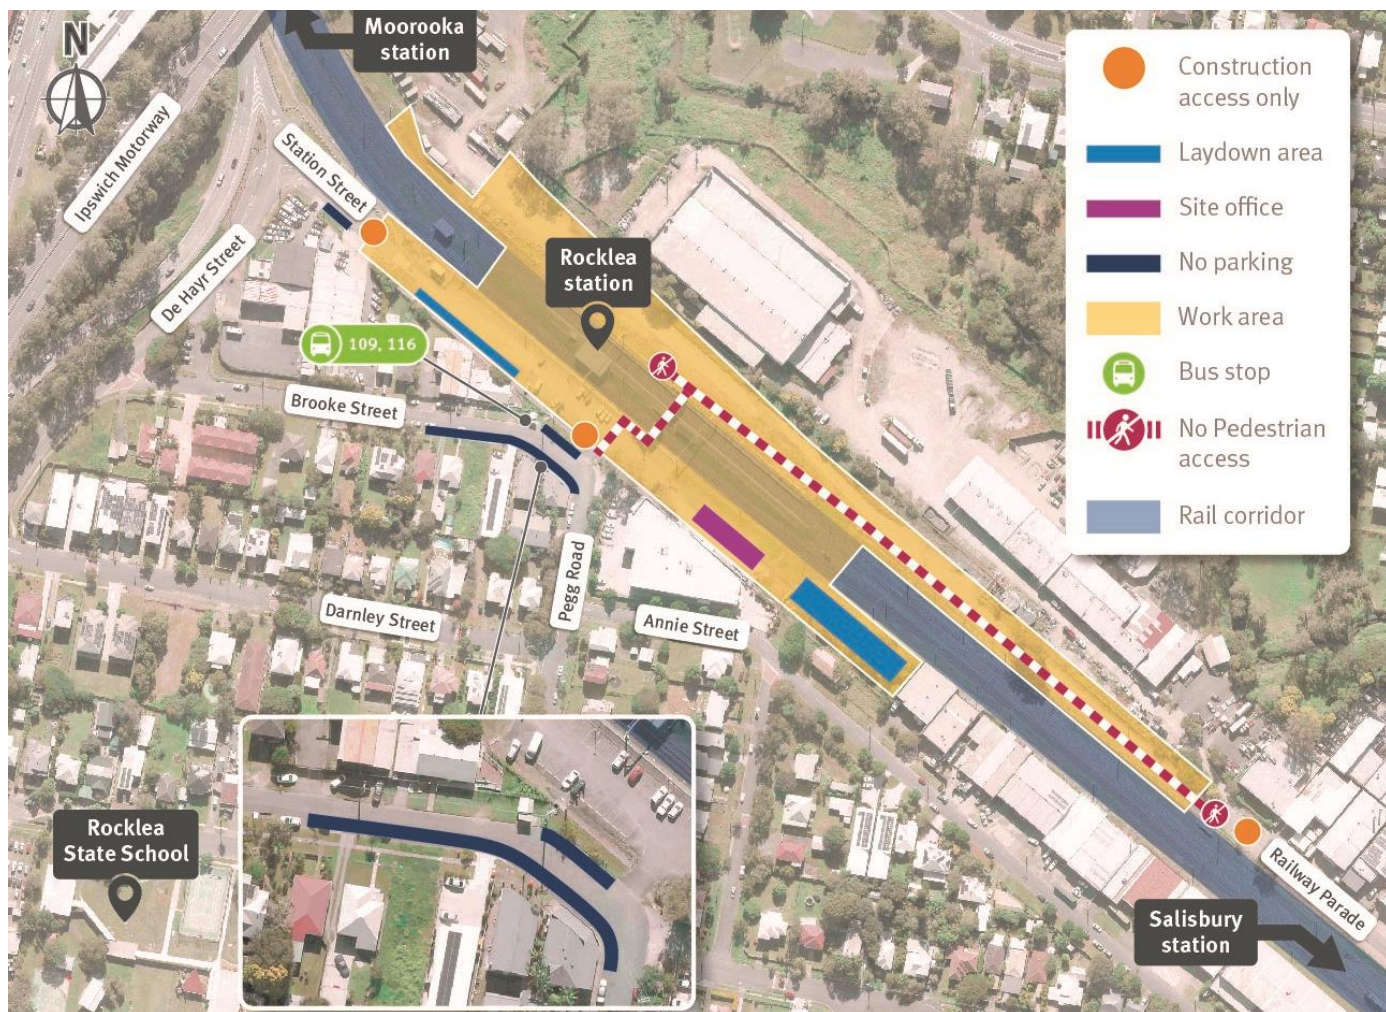 N
Moorooka
station
Ipswich Motorway
Station Street
De Hayr Street
Rocklea
station
109, 116
Brooke Street
Darnley Street
Pegg Road
Annie Street
Rocklea
State School
Railway Parade
Salisbury
station
Construction
access only
Laydown area
Site office
No parking
Work area
Bus stop
No Pedestrian
access
Rail corridor